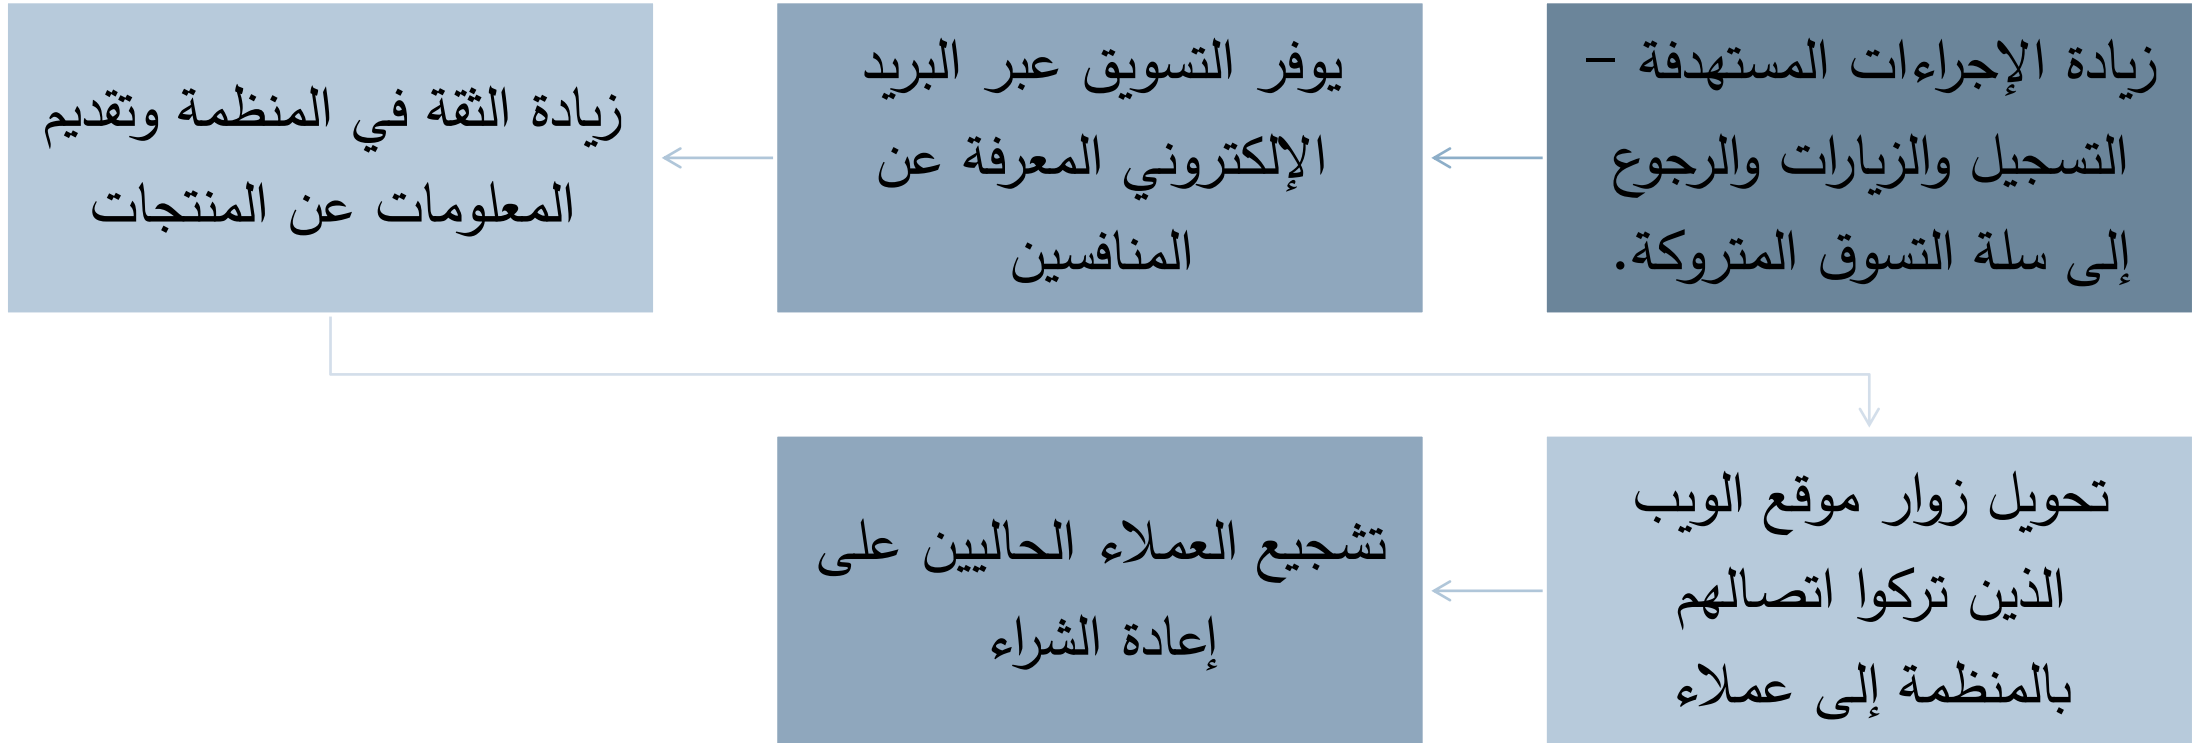 زيادة الإجراءات المستهدفة –
التسجيل والزيارات والرجوع
إلى سلة التسوق المتروكة.
يوفر التسويق عبر البريد
الإلكتروني المعرفة عن
المنافسين
زيادة الثقة في المنظمة وتقديم
المعلومات عن المنتجات
تحويل زوار موقع الويب
الذين تركوا اتصالهم
بالمنظمة إلى عملاء
تشجيع العملاء الحاليين على
إعادة الشراء